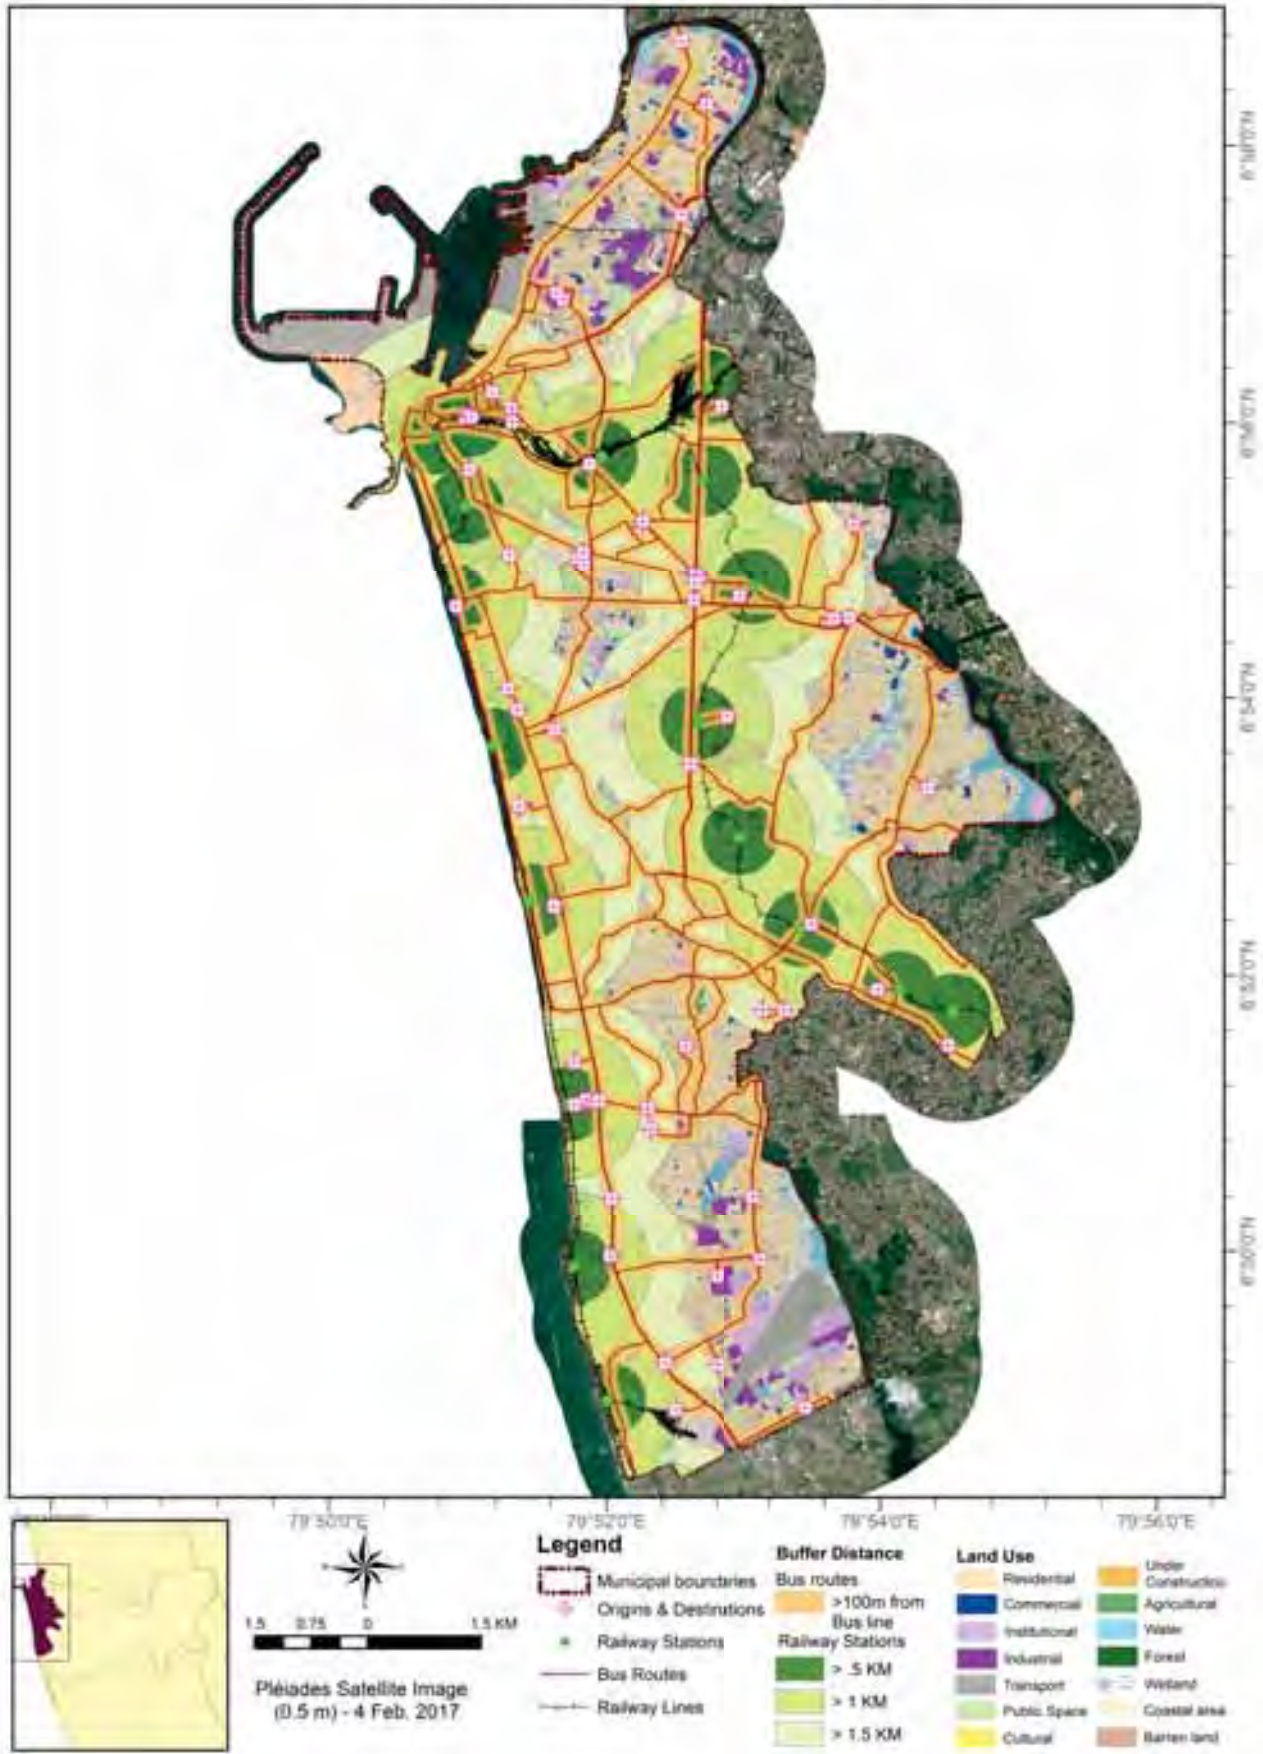 6°58'0"N
6°56'0"N
6°54'0"N
6°52'0"N
6°50'0"N
79°50'0"E
79°52'0"E
79°54'0"E
79°56'0"E
1.5 0.75 0 1.5 KM
Pléiades Satellite Image
(0.5 m) - 4 Feb, 2017
Legend
Municipal boundaries
Origins & Destinations
Railway Stations
Bus Routes
Railway Lines
Buffer Distance
Bus routes
>100m from
Bus line
Railway Stations
> .5 KM
> 1 KM
> 1.5 KM
Land Use
Residential
Commercial
Institutional
Industrial
Transport
Public Space
Cultural
Under
Constructio
Agricultural
Water
Forest
Wetland
Coastal area
Barren land